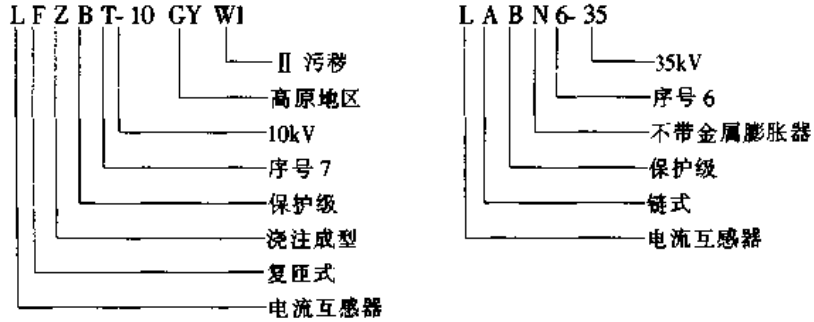 LFZBT-10 GY W1
Ⅱ 污秽
高原地区
10kV
序号 7
保护级
浇注成型
复匝式
电流互感器
LABN6-35
35kV
序号 6
不带金属膨胀器
保护级
链式
电流互感器